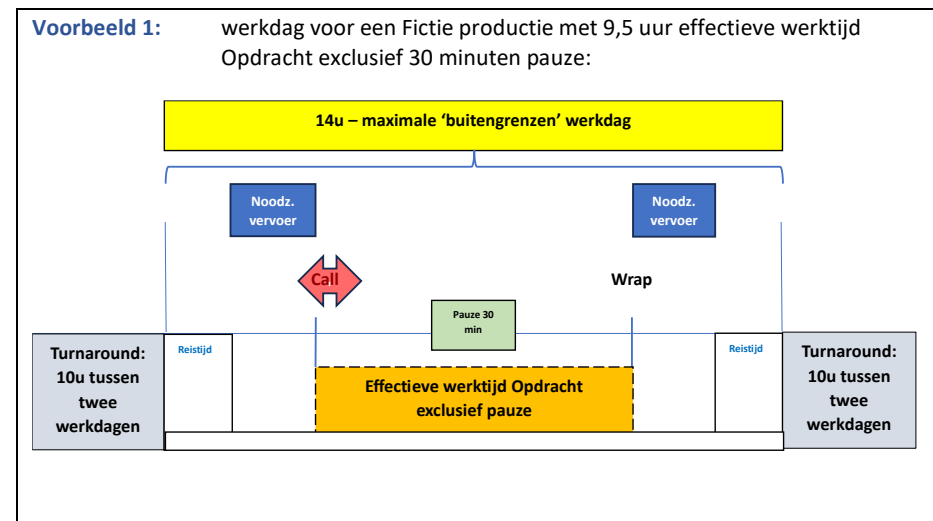 Voorbeeld 1: werkdag voor een Fictie productie met 9,5 uur effectieve werktijd
Opdracht exclusief 30 minuten pauze:
14u – maximale ‘buitengrenzen’ werkdag
Noodz.
vervoer
Noodz.
vervoer
Call
Wrap
Pauze 30
min
Turnaround:
10u tussen
twee
werkdagen
Reistijd
Effectieve werktijd Opdracht
exclusief pauze
Reistijd
Turnaround:
10u tussen
twee
werkdagen